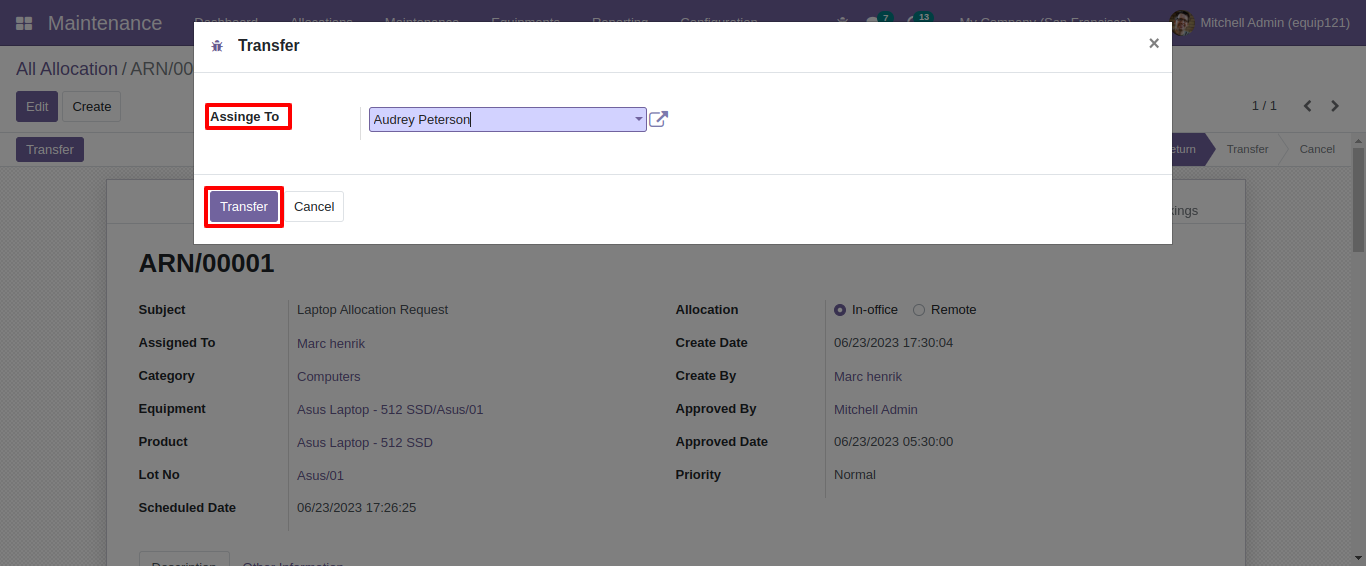 Maintenance Dashboard Allocations Maintenance Equipments Reporting Configuration 7 13 My Company (San Francisco) Mitchell Admin (equip121)
Transfer ×
All Allocation / ARN/00
Edit Create
1 / 1
Assinge To Audrey Peterson
Transfer
eturn Transfer Cancel
Transfer Cancel
kings
ARN/00001
Subject Laptop Allocation Request
Allocation In-office Remote
Assigned To Marc henrik
Create Date 06/23/2023 17:30:04
Category Computers
Create By Marc henrik
Equipment Asus Laptop - 512 SSD/Asus/01
Approved By Mitchell Admin
Product Asus Laptop - 512 SSD
Approved Date 06/23/2023 05:30:00
Lot No Asus/01
Priority Normal
Scheduled Date 06/23/2023 17:26:25
Description Other Information